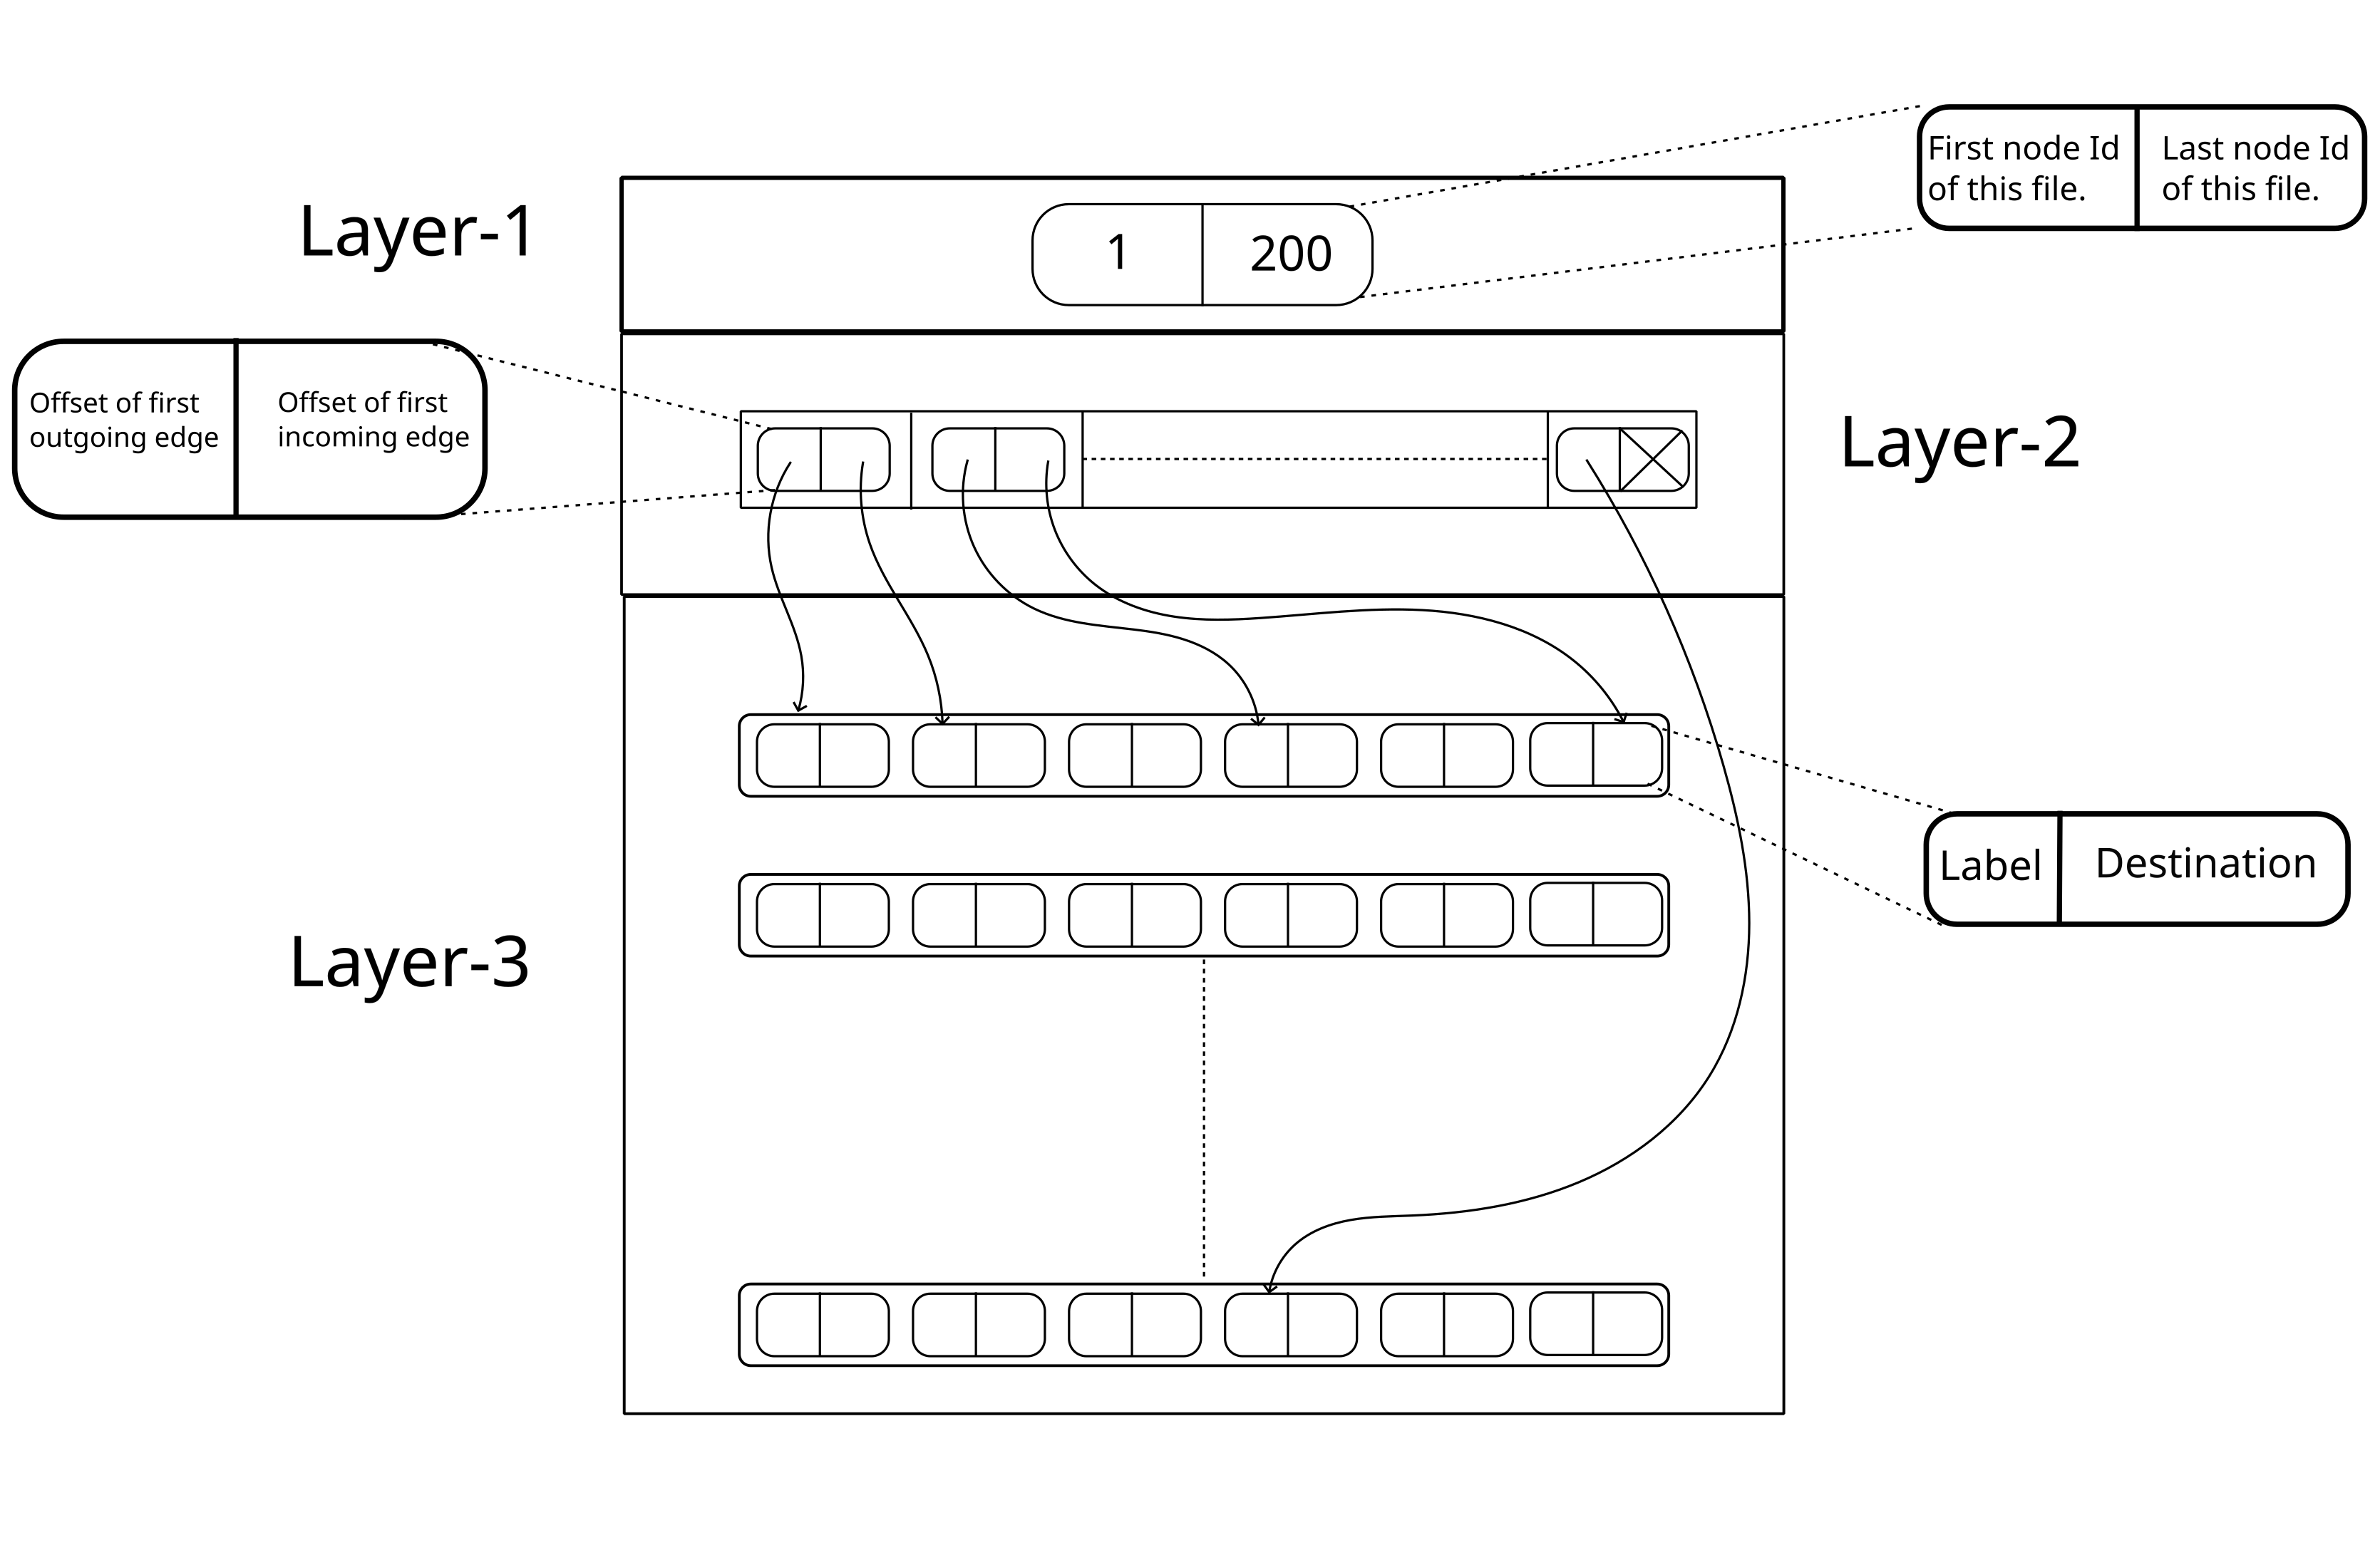 First node Id
of this file.
Last node Id
of this file.
Layer-1
1
200
Offset of first
outgoing edge
Offset of first
incoming edge
Layer-2
Label
Destination
Layer-3